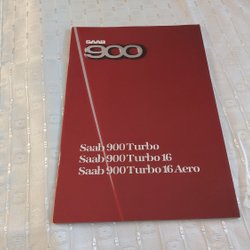 SAAB
900
Saab 900 Turbo
Saab 900 Turbo 16
Saab 900 Turbo 16 Aero